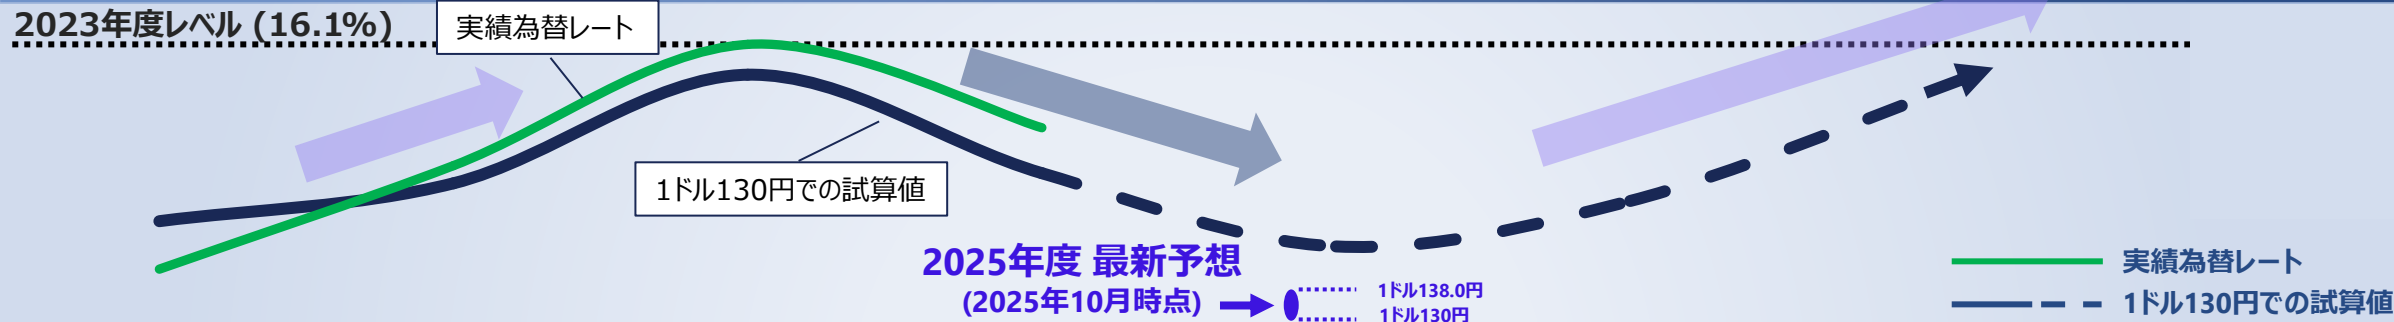 2023年度レベル (16.1%)
実績為替レート
1ドル130円での試算値
2025年度 最新予想
(2025年10月時点)
1ドル138.0円
1ドル130円
実績為替レート
1ドル130円での試算値